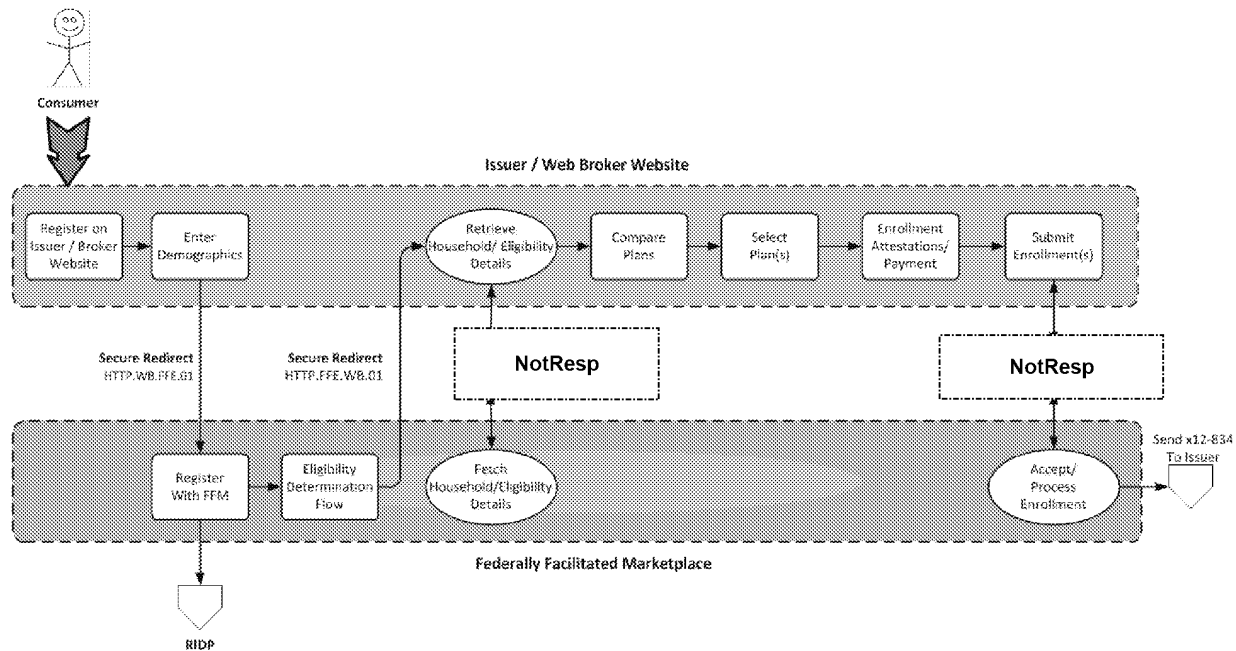 Consumer
Issuer / Web Broker Website
Register on
Issuer / Broker
Website
Enter
Demographics
Retrieve
Household/ Eligibility
Details
Compare
Plans
Select
Plan(s)
Enrollment
Attestations/
Payment
Submit
Enrollment(s)
Secure Redirect
HTTP.WB.FFE.01
Secure Redirect
HTTP.FFE.WB.01
NotResp
NotResp
Register
With FFM
Eligibility
Determination
Flow
Fetch
Household/Eligibility
Details
Accept/
Process
Enrollment
Send x12-834
To Issuer
Federally Facilitated Marketplace
RIDP